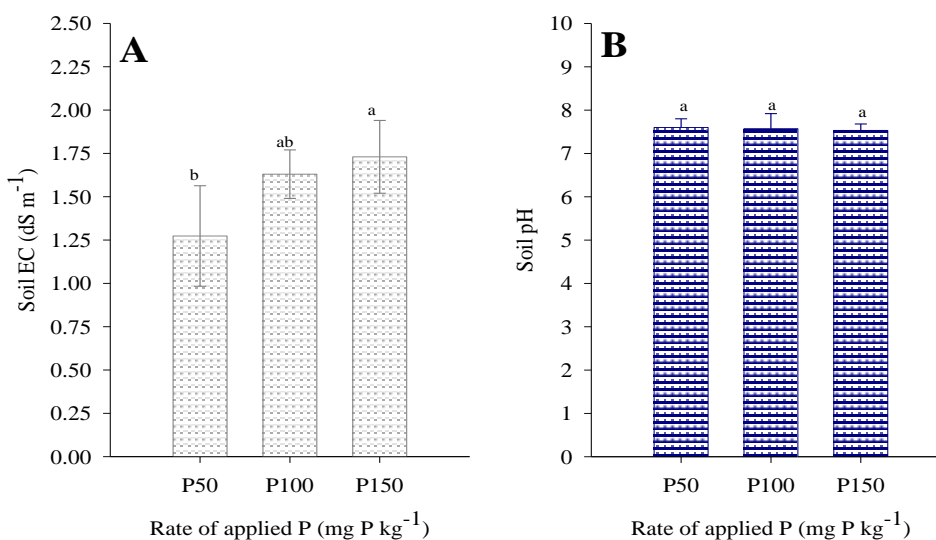 A
2.50
2.25
2.00
1.75
1.50
1.25
1.00
0.75
0.50
0.25
0.00
Soil EC (dS m⁻¹)
b
ab
a
P50 P100 P150
Rate of applied P (mg P kg⁻¹)
B
10
9
8
7
6
5
4
3
2
1
0
Soil pH
a
a
a
P50 P100 P150
Rate of applied P (mg P kg⁻¹)